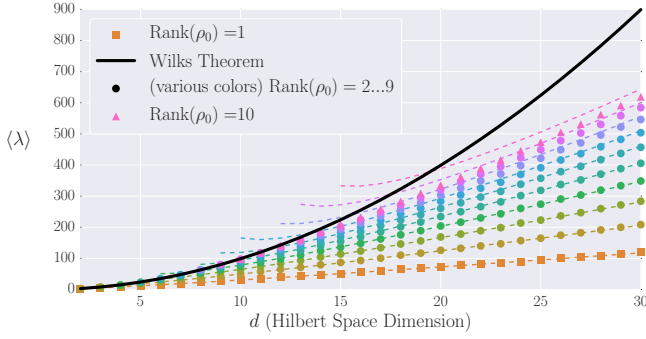 900
800
700
600
500
400
300
200
100
0
⟨λ⟩
Rank(ρ₀) =1
Wilks Theorem
(various colors) Rank(ρ₀) = 2...9
Rank(ρ₀) =10
5 10 15 20 25 30
d (Hilbert Space Dimension)